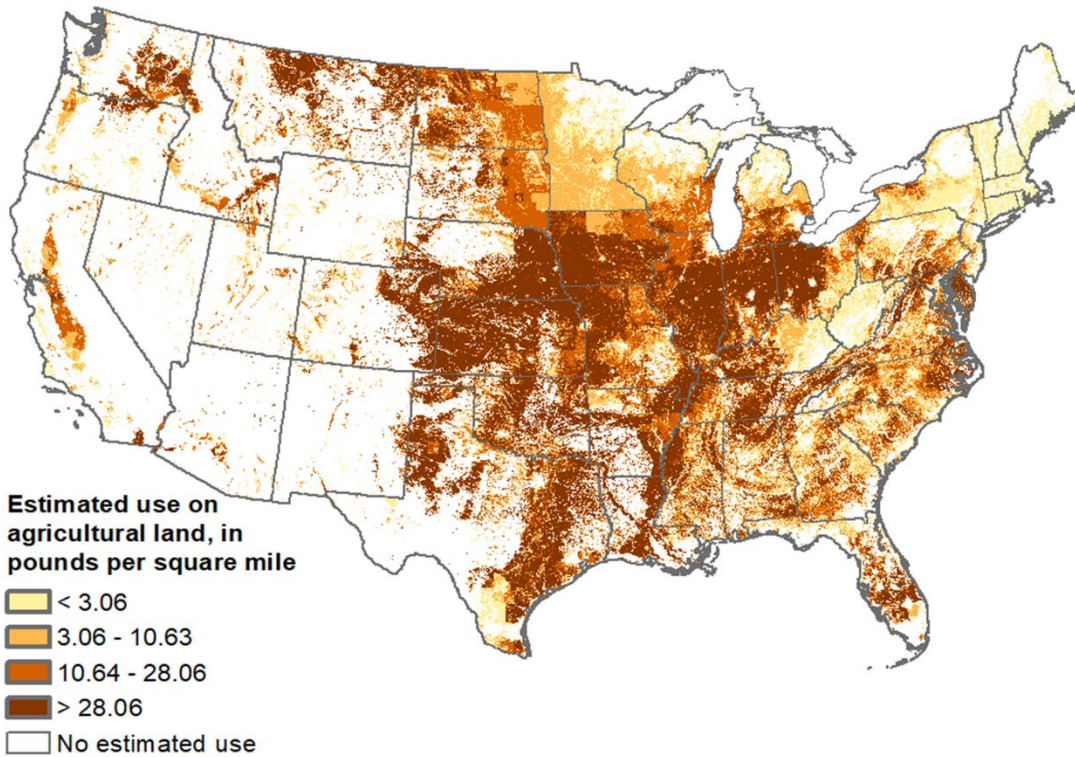 Estimated use on
agricultural land, in
pounds per square mile
< 3.06
3.06 - 10.63
10.64 - 28.06
> 28.06
No estimated use